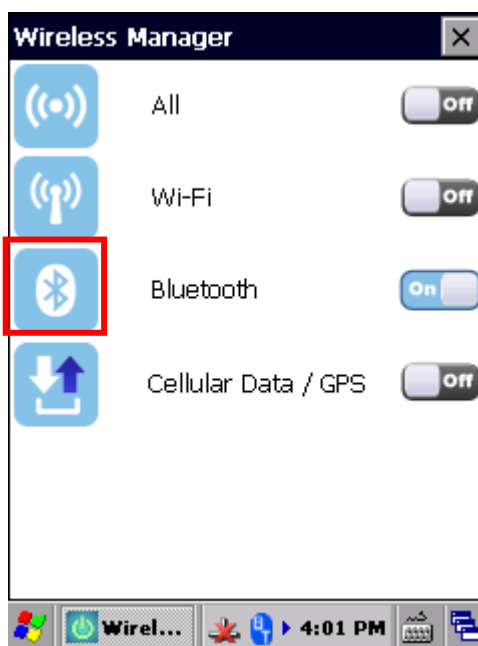 Wireless Manager
All Off
Wi-Fi Off
Bluetooth On
Cellular Data / GPS Off
Wirel... 4:01 PM